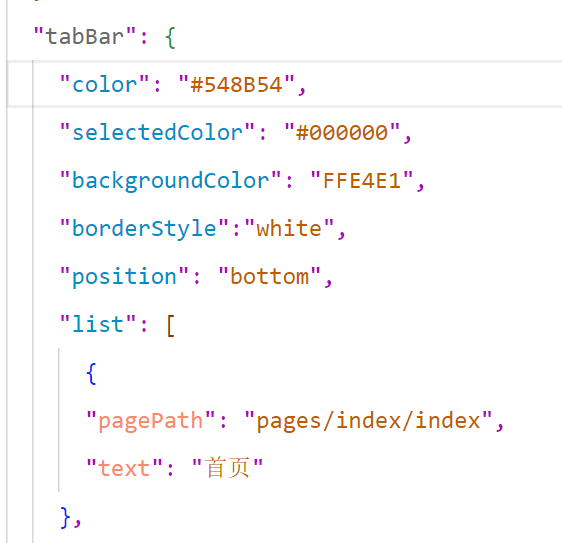 "tabBar": {
"color": "#548B54",
"selectedColor": "#000000",
"backgroundColor": "FFE4E1",
"borderStyle":"white",
"position": "bottom",
"list": [
{
"pagePath": "pages/index/index",
"text": "首页"
},